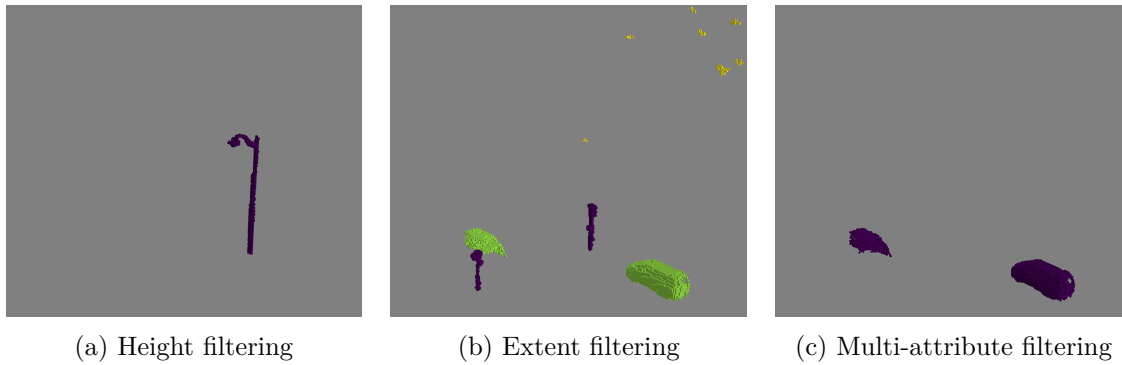 (a) Height filtering
(b) Extent filtering
(c) Multi-attribute filtering